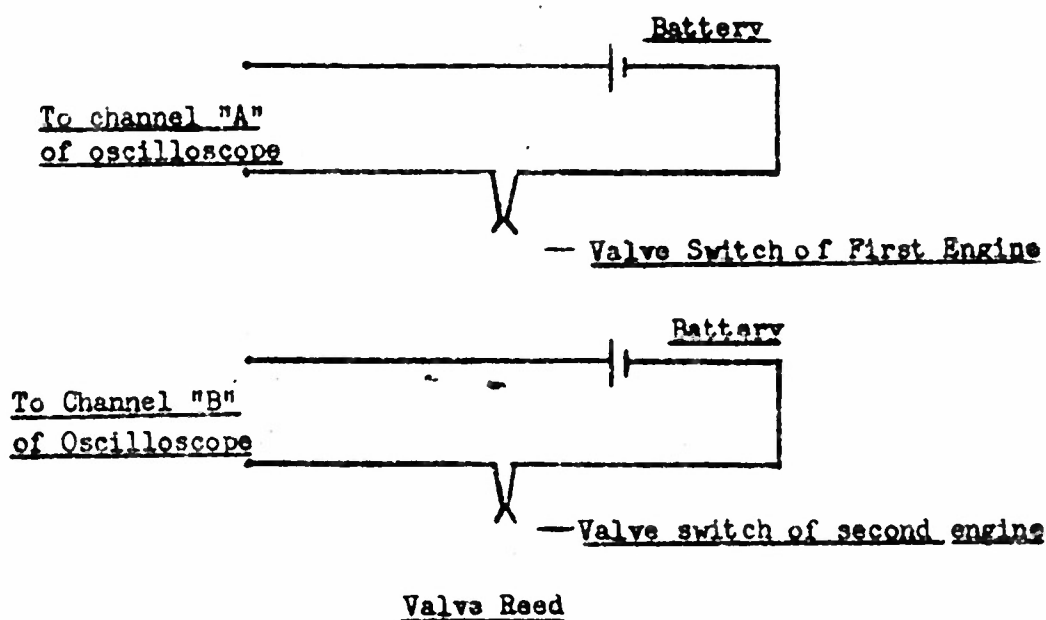 Battery
To channel "A"
of oscilloscope
— Valve Switch of First Engine
Battery
To Channel "B"
of Oscilloscope
— Valve switch of second engine
Valve Reed